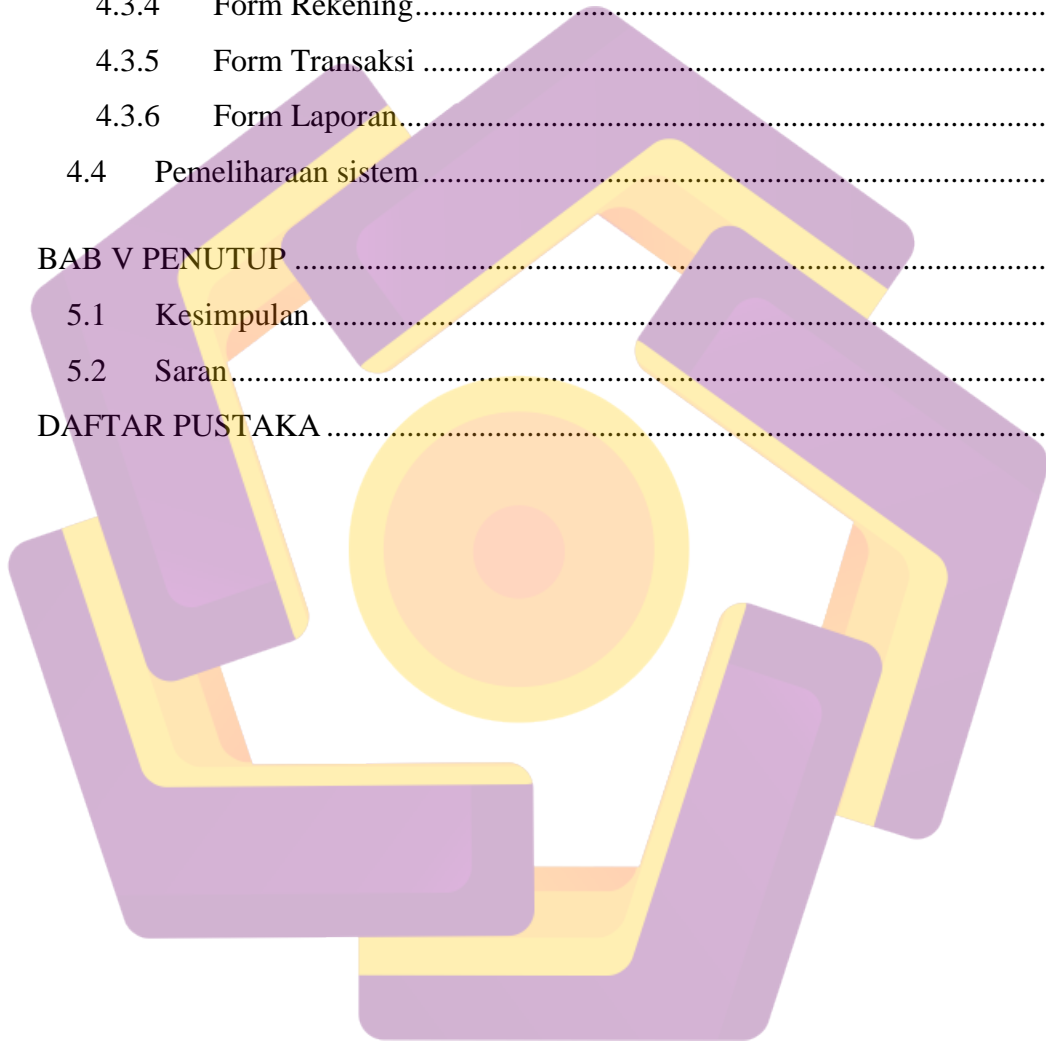 4.3.4 Form Rekening................................................................................
4.3.5 Form Transaksi ................................................................................
4.3.6 Form Laporan................................................................................
4.4 Pemeliharaan sistem................................................................................
BAB V PENUTUP ................................................................................
5.1 Kesimpulan................................................................................
5.2 Saran................................................................................
DAFTAR PUSTAKA ................................................................................